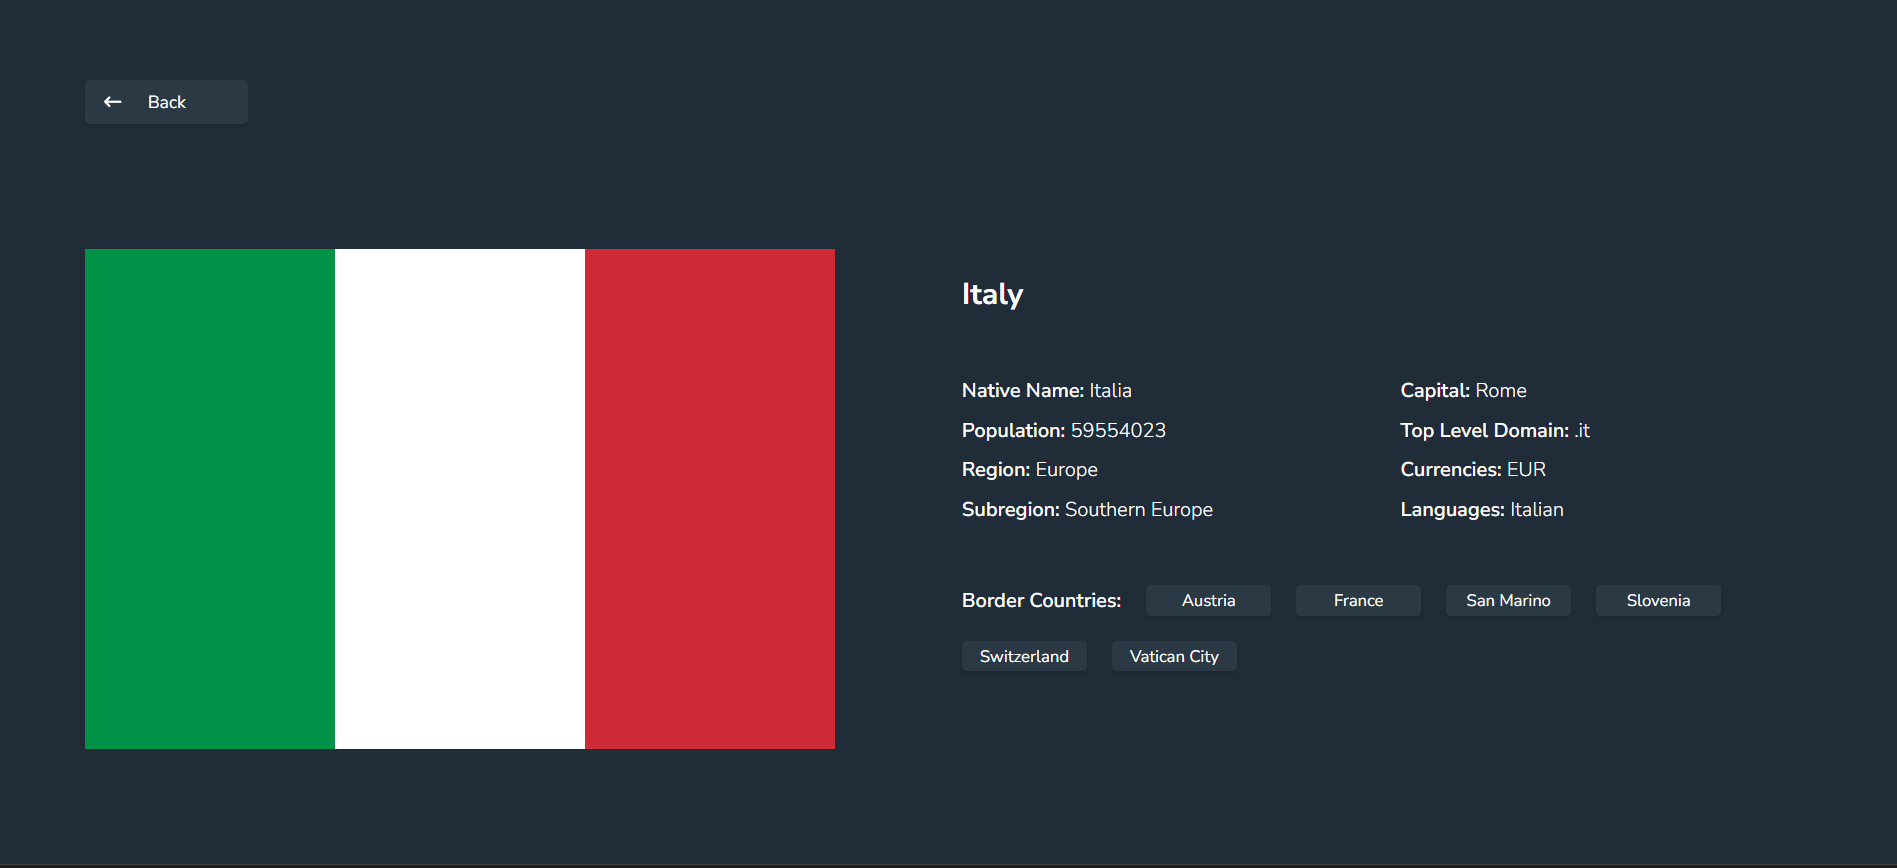 Back
Italy
Native Name: Italia
Population: 59554023
Region: Europe
Subregion: Southern Europe
Capital: Rome
Top Level Domain: .it
Currencies: EUR
Languages: Italian
Border Countries: Austria France San Marino Slovenia
Switzerland Vatican City